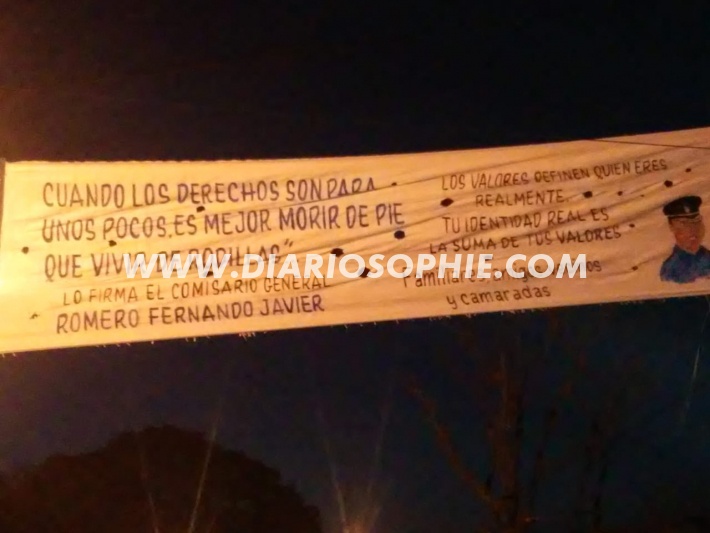 CUANDO LOS DERECHOS SON PARA
UNOS POCOS.ES MEJOR MORIR DE PIE
QUE
LO FIRMA EL COMISARIO GENERAL
ROMERO FERNANDO JAVIER
LOS VALORES DEFINEN QUIEN ERES
REALMENTE.
TU IDENTIDAD REAL ES
LA SUMA DE TUS VALORES
y camaradas
WWW.DIARIOSOPHIE.COM